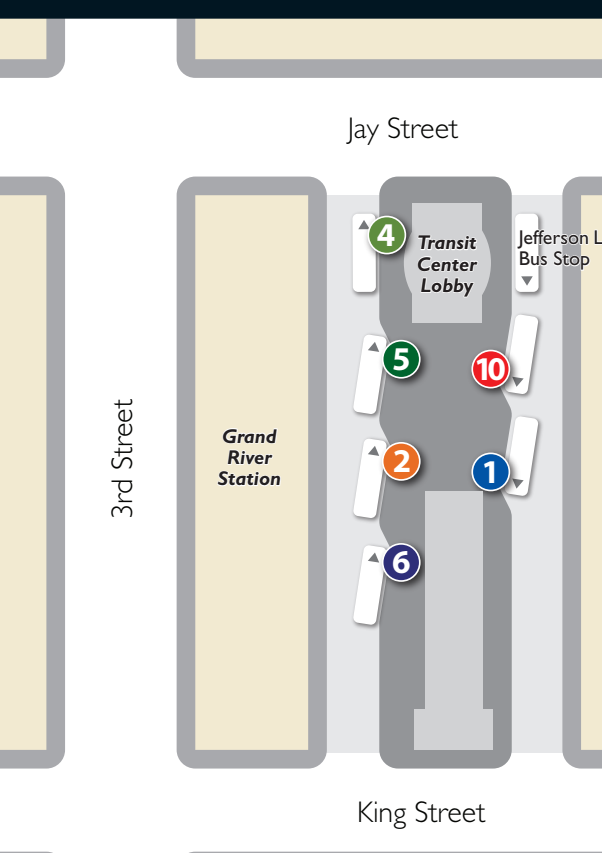 Jay Street
4
Transit
Center
Lobby
Jefferson L
Bus Stop
5
10
3rd Street
Grand
River
Station
2
1
6
King Street